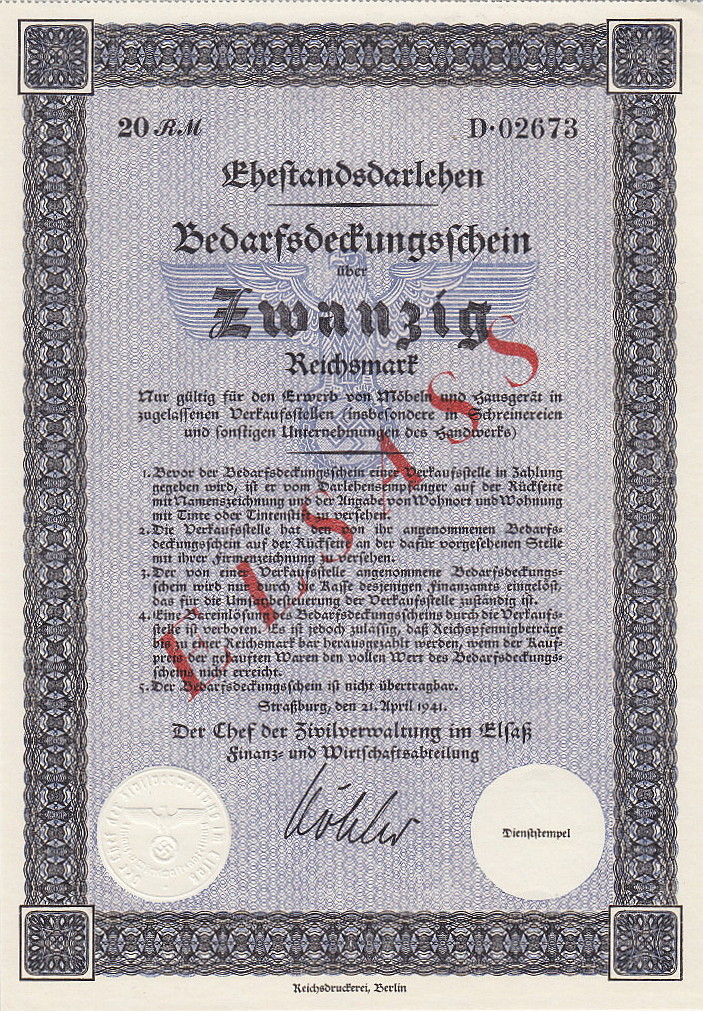 20 RM
D·02673
Ehestandsdarlehen
Bedarfsdeckungsschein
über
Zwanzig
Reichsmark
Nur gültig für den Erwerb von Möbeln und Hausgerät in
zugelassenen Verkaufsstellen (insbesondere in Schreinereien
und sonstigen Unternehmungen des Handwerks)
ELSASS
1. Bevor der Bedarfsdeckungsschein einer Verkaufsstelle in Zahlung
gegeben wird, ist er vom Darlehensempfänger auf der Rückseite
mit Namenszeichnung und der Angabe von Wohnort und Wohnung
mit Tinte oder Tintenstift zu versehen.
2. Die Verkaufsstelle hat den von ihr angenommenen Bedarfs-
deckungsschein auf der Rückseite an der dafür vorgesehenen Stelle
mit ihrer Firmenzeichnung zu versehen.
3. Der von einer Verkaufsstelle angenommene Bedarfsdeckungs-
schein wird nur durch die Kasse desjenigen Finanzamts eingelöst,
das für die Umsatzbesteuerung der Verkaufsstelle zuständig ist.
4. Eine Bareinlösung des Bedarfsdeckungsscheins durch die Verkaufs-
stelle ist verboten. Es ist jedoch zulässig, daß Reichspfennigbeträge
bis zu einer Reichsmark bar herausgezahlt werden, wenn der Kauf-
preis der gekauften Waren den vollen Wert des Bedarfsdeckungs-
scheins nicht erreicht.
5. Der Bedarfsdeckungsschein ist nicht übertragbar.
Straßburg, den 21. April 1941.
Der Chef der Zivilverwaltung im Elsaß
Finanz- und Wirtschaftsabteilung
Köhler
Der Chef der Zivilverwaltung im Elsaß
Dienststempel
Reichsdruckerei, Berlin